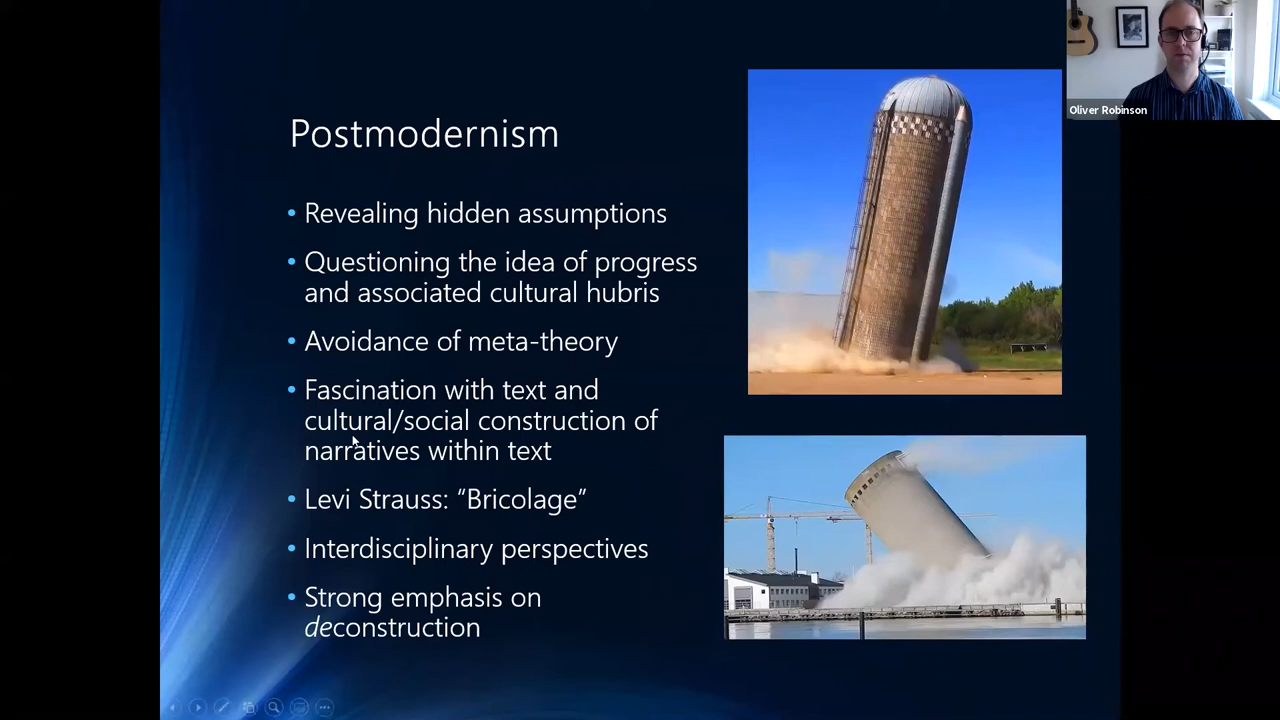 Postmodernism
• Revealing hidden assumptions
• Questioning the idea of progress
and associated cultural hubris
• Avoidance of meta-theory
• Fascination with text and
cultural/social construction of
narratives within text
• Levi Strauss: “Bricolage”
• Interdisciplinary perspectives
• Strong emphasis on
deconstruction
Oliver Robinson